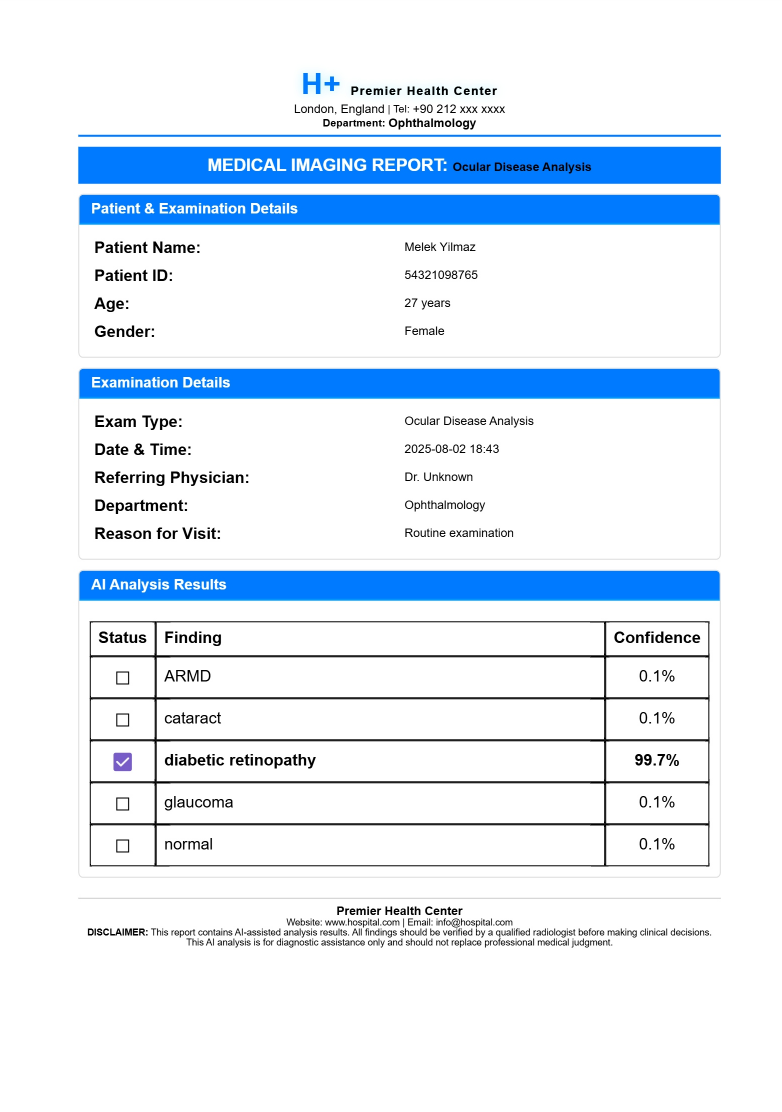 H+ Premier Health Center
London, England | Tel: +90 212 xxx xxxx
Department: Ophthalmology
MEDICAL IMAGING REPORT: Ocular Disease Analysis
Patient & Examination Details
Patient Name: Melek Yilmaz
Patient ID: 54321098765
Age: 27 years
Gender: Female
Examination Details
Exam Type: Ocular Disease Analysis
Date & Time: 2025-08-02 18:43
Referring Physician: Dr. Unknown
Department: Ophthalmology
Reason for Visit: Routine examination
AI Analysis Results
Status Finding Confidence
☐ ARMD 0.1%
☐ cataract 0.1%
☑ diabetic retinopathy 99.7%
☐ glaucoma 0.1%
☐ normal 0.1%
Premier Health Center
Website: www.hospital.com | Email: info@hospital.com
DISCLAIMER: This report contains AI-assisted analysis results. All findings should be verified by a qualified radiologist before making clinical decisions.
This AI analysis is for diagnostic assistance only and should not replace professional medical judgment.